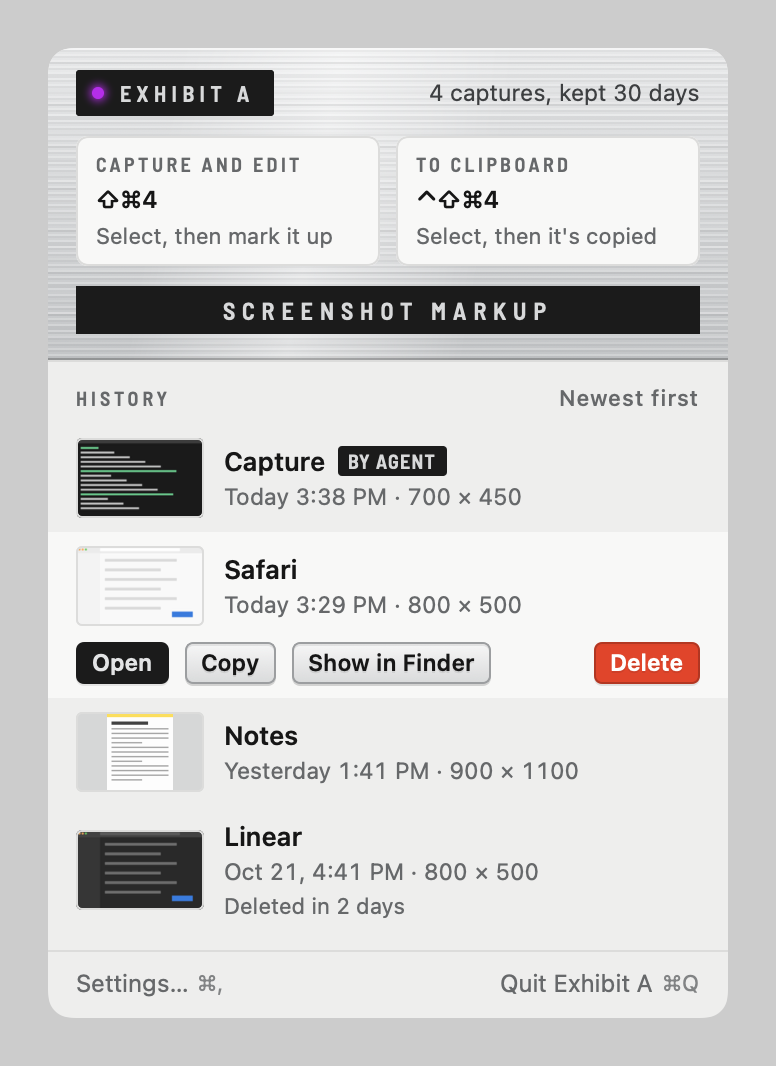 EXHIBIT A
4 captures, kept 30 days
CAPTURE AND EDIT
⇧⌘4
Select, then mark it up
TO CLIPBOARD
⌃⇧⌘4
Select, then it's copied
SCREENSHOT MARKUP
HISTORY
Newest first
Capture BY AGENT
Today 3:38 PM · 700 × 450
Safari
Today 3:29 PM · 800 × 500
Open
Copy
Show in Finder
Delete
Notes
Yesterday 1:41 PM · 900 × 1100
Linear
Oct 21, 4:41 PM · 800 × 500
Deleted in 2 days
Settings... ⌘,
Quit Exhibit A ⌘Q